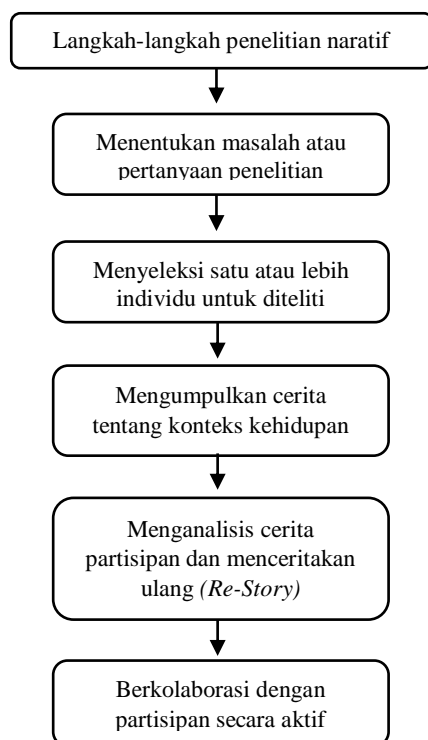 Langkah-langkah penelitian naratif
Menentukan masalah atau
pertanyaan penelitian
Menyeleksi satu atau lebih
individu untuk diteliti
Mengumpulkan cerita
tentang konteks kehidupan
Menganalisis cerita
partisipan dan menceritakan
ulang (Re-Story)
Berkolaborasi dengan
partisipan secara aktif